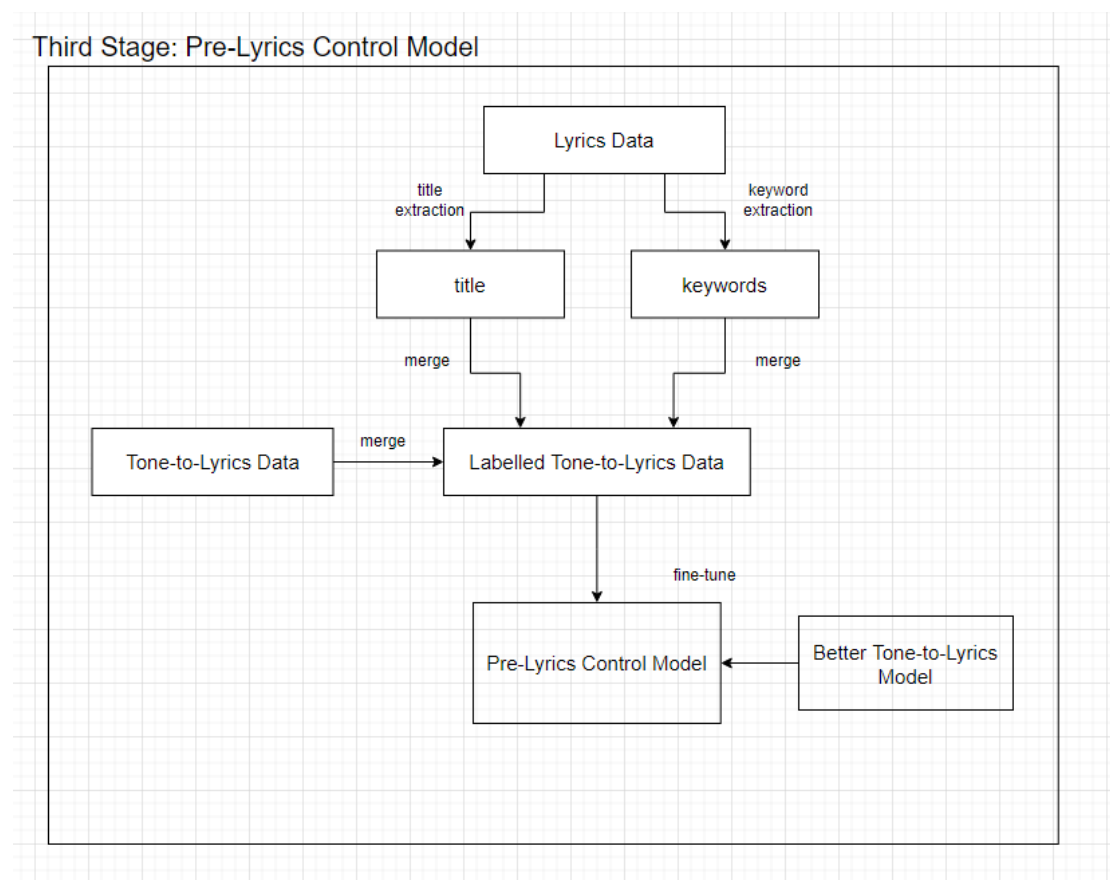 Third Stage: Pre-Lyrics Control Model
Lyrics Data
title
extraction
keyword
extraction
title
keywords
merge
merge
Tone-to-Lyrics Data
merge
Labelled Tone-to-Lyrics Data
fine-tune
Pre-Lyrics Control Model
Better Tone-to-Lyrics
Model